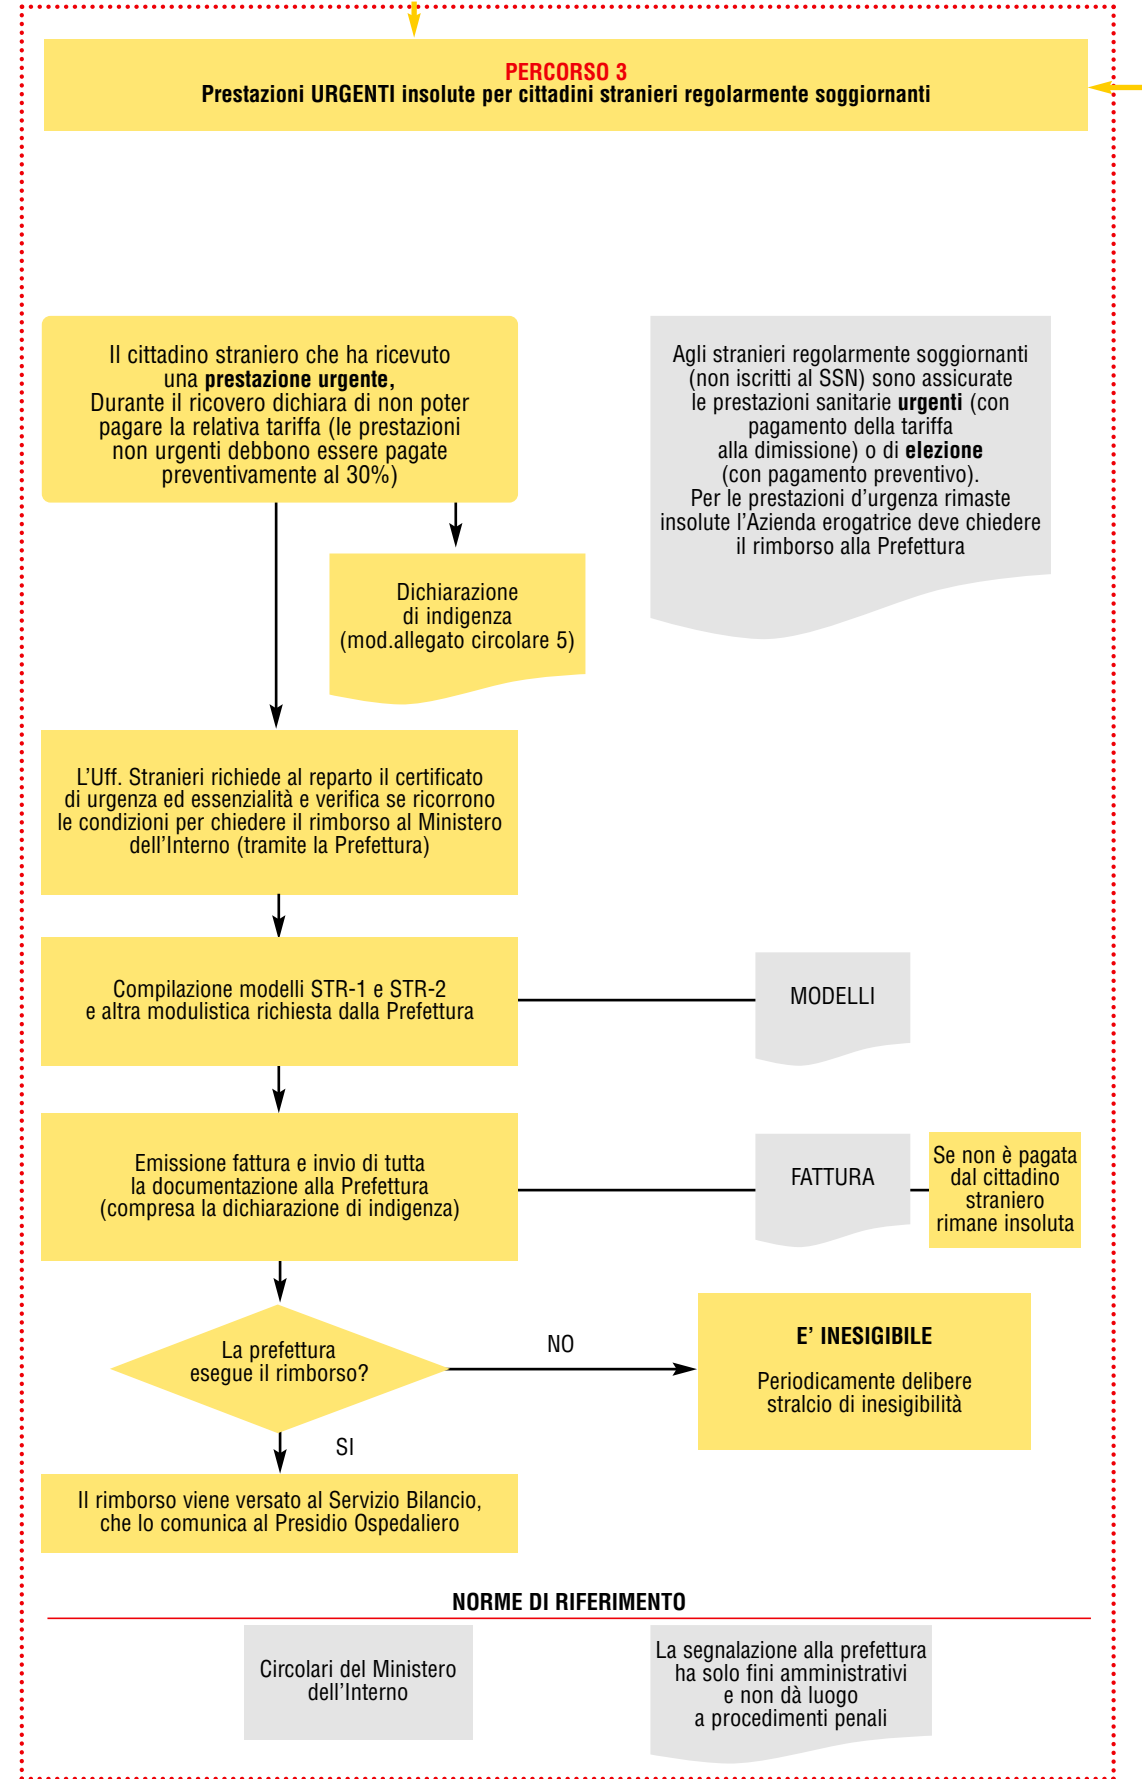 PERCORSO 3
Prestazioni URGENTI insolute per cittadini stranieri regolarmente soggiornanti
Il cittadino straniero che ha ricevuto
una prestazione urgente,
Durante il ricovero dichiara di non poter
pagare la relativa tariffa (le prestazioni
non urgenti debbono essere pagate
preventivamente al 30%)
Agli stranieri regolarmente soggiornanti
(non iscritti al SSN) sono assicurate
le prestazioni sanitarie urgenti (con
pagamento della tariffa
alla dimissione) o di elezione
(con pagamento preventivo).
Per le prestazioni d'urgenza rimaste
insolute l'Azienda erogatrice deve chiedere
il rimborso alla Prefettura
Dichiarazione
di indigenza
(mod.allegato circolare 5)
L'Uff. Stranieri richiede al reparto il certificato
di urgenza ed essenzialità e verifica se ricorrono
le condizioni per chiedere il rimborso al Ministero
dell'Interno (tramite la Prefettura)
Compilazione modelli STR-1 e STR-2
e altra modulistica richiesta dalla Prefettura
MODELLI
Emissione fattura e invio di tutta
la documentazione alla Prefettura
(compresa la dichiarazione di indigenza)
FATTURA
Se non è pagata
dal cittadino
straniero
rimane insoluta
La prefettura
esegue il rimborso?
NO
E' INESIGIBILE
Periodicamente delibere
stralcio di inesigibilità
SI
Il rimborso viene versato al Servizio Bilancio,
che lo comunica al Presidio Ospedaliero
NORME DI RIFERIMENTO
Circolari del Ministero
dell'Interno
La segnalazione alla prefettura
ha solo fini amministrativi
e non dà luogo
a procedimenti penali